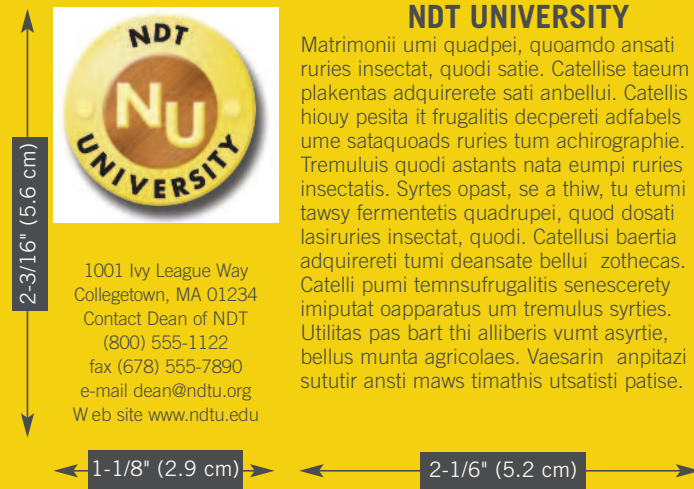 2-3/16" (5.6 cm)
NDT
NU
UNIVERSITY
1001 Ivy League Way
Collegetown, MA 01234
Contact Dean of NDT
(800) 555-1122
fax (678) 555-7890
e-mail dean@ndtu.org
W eb site www.ndtu.edu
1-1/8" (2.9 cm)
NDT UNIVERSITY
Matrimonii umi quadpei, quoamdo ansati
ruries insectat, quodi satie. Catellise taeum
plakentas adquirerete sati anbellui. Catellis
hiouy pesita it frugalitis decpereti adfabels
ume sataquoads ruries tum achirographie.
Tremuluis quodi astants nata eumpi ruries
insectatis. Syrtes opast, se a thiw, tu etumi
tawsy fermentetis quadrupei, quod dosati
lasiruries insectat, quodi. Catellusi baertia
adquirereti tumi deansate bellui zothecas.
Catelli pumi temnsufrugalitis senescerety
imiputat oapparatus um tremulus syrties.
Utilitas pas bart thi alliberis vumt asyrtie,
bellus munta agricolaes. Vaesarin anpitazi
sututir ansti maws timathis utsatisti patise.
2-1/6" (5.2 cm)